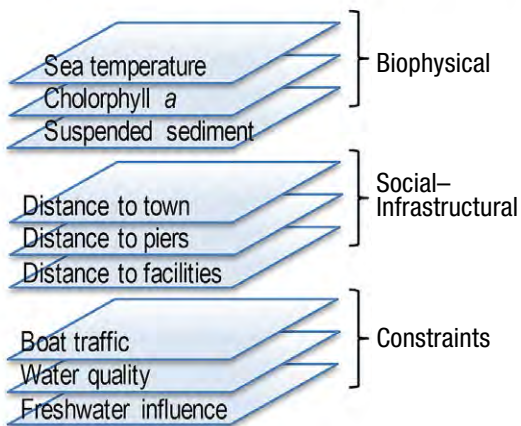 Sea temperature
Cholorphyll a
Suspended sediment
Biophysical
Distance to town
Distance to piers
Distance to facilities
Social–
Infrastructural
Boat traffic
Water quality
Freshwater influence
Constraints